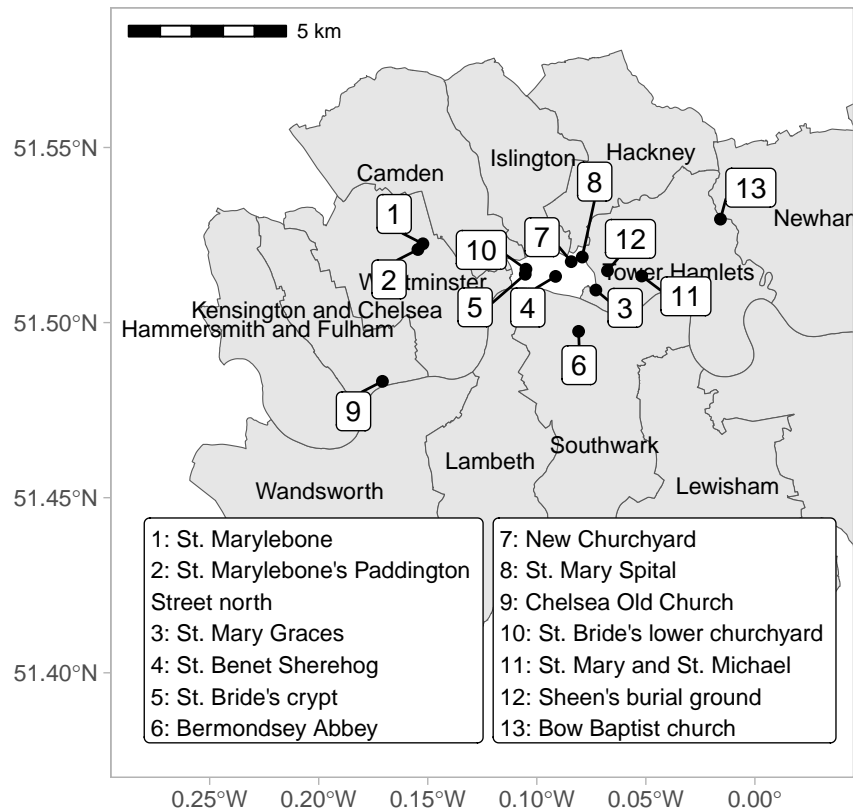 5 km
51.55°N
51.50°N
51.45°N
51.40°N
Camden
Islington
Hackney
Newham
Westminster
Tower Hamlets
Kensington and Chelsea
Hammersmith and Fulham
Wandsworth
Lambeth
Southwark
Lewisham
1
2
3
4
5
6
7
8
9
10
11
12
13
1: St. Marylebone
2: St. Marylebone's Paddington
Street north
3: St. Mary Graces
4: St. Benet Sherehog
5: St. Bride's crypt
6: Bermondsey Abbey
7: New Churchyard
8: St. Mary Spital
9: Chelsea Old Church
10: St. Bride's lower churchyard
11: St. Mary and St. Michael
12: Sheen's burial ground
13: Bow Baptist church
0.25°W
0.20°W
0.15°W
0.10°W
0.05°W
0.00°